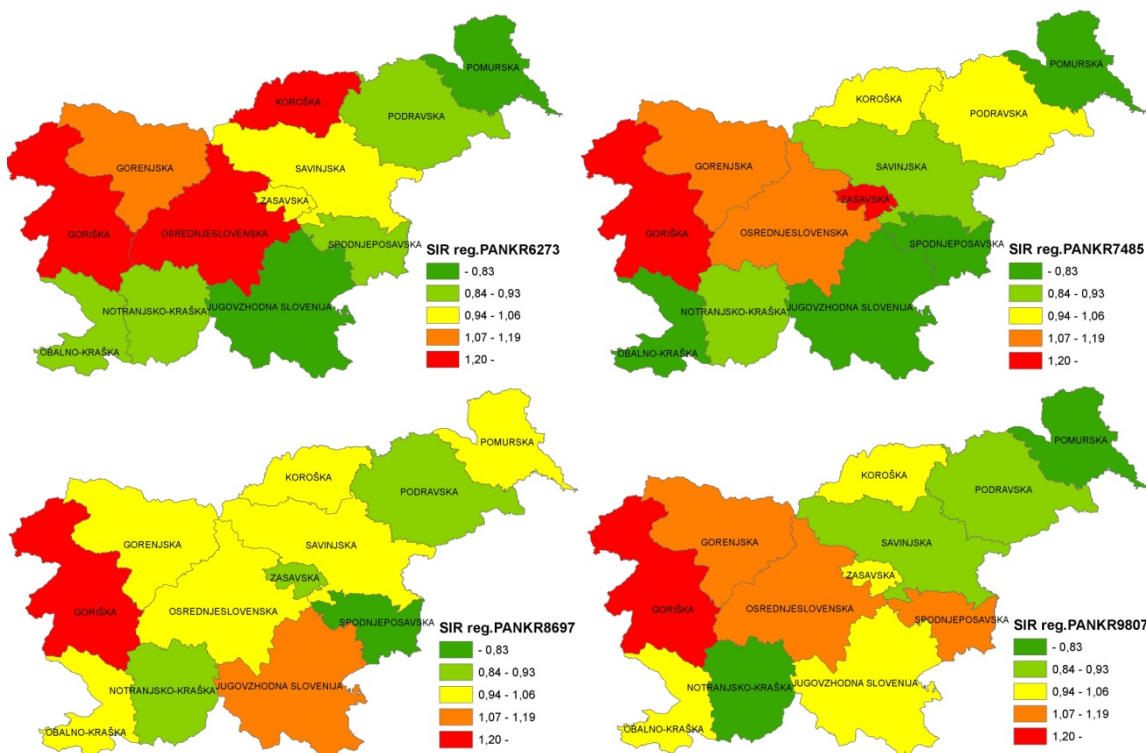 POMURSKA
KOROŠKA
PODRAVSKA
GORENJSKA
SAVINJSKA
ZASAVSKA
GORIŠKA
OSREDNJESLOVENSKA
SPODNJEPOSAVSKA
NOTRANJSKO-KRAŠKA
JUGOVZHODNA SLOVENIJA
OBALNO-KRAŠKA
SIR reg.PANKR6273
- 0,83
0,84 - 0,93
0,94 - 1,06
1,07 - 1,19
1,20 -
POMURSKA
KOROŠKA
PODRAVSKA
GORENJSKA
SAVINJSKA
ZASAVSKA
GORIŠKA
OSREDNJESLOVENSKA
SPODNJEPOSAVSKA
NOTRANJSKO-KRAŠKA
JUGOVZHODNA SLOVENIJA
OBALNO-KRAŠKA
SIR reg.PANKR7485
- 0,83
0,84 - 0,93
0,94 - 1,06
1,07 - 1,19
1,20 -
POMURSKA
KOROŠKA
PODRAVSKA
GORENJSKA
SAVINJSKA
ZASAVSKA
GORIŠKA
OSREDNJESLOVENSKA
SPODNJEPOSAVSKA
NOTRANJSKO-KRAŠKA
JUGOVZHODNA SLOVENIJA
OBALNO-KRAŠKA
SIR reg.PANKR8697
- 0,83
0,84 - 0,93
0,94 - 1,06
1,07 - 1,19
1,20 -
POMURSKA
KOROŠKA
PODRAVSKA
GORENJSKA
SAVINJSKA
ZASAVSKA
GORIŠKA
OSREDNJESLOVENSKA
SPODNJEPOSAVSKA
NOTRANJSKO-KRAŠKA
JUGOVZHODNA SLOVENIJA
OBALNO-KRAŠKA
SIR reg.PANKR9807
- 0,83
0,84 - 0,93
0,94 - 1,06
1,07 - 1,19
1,20 -